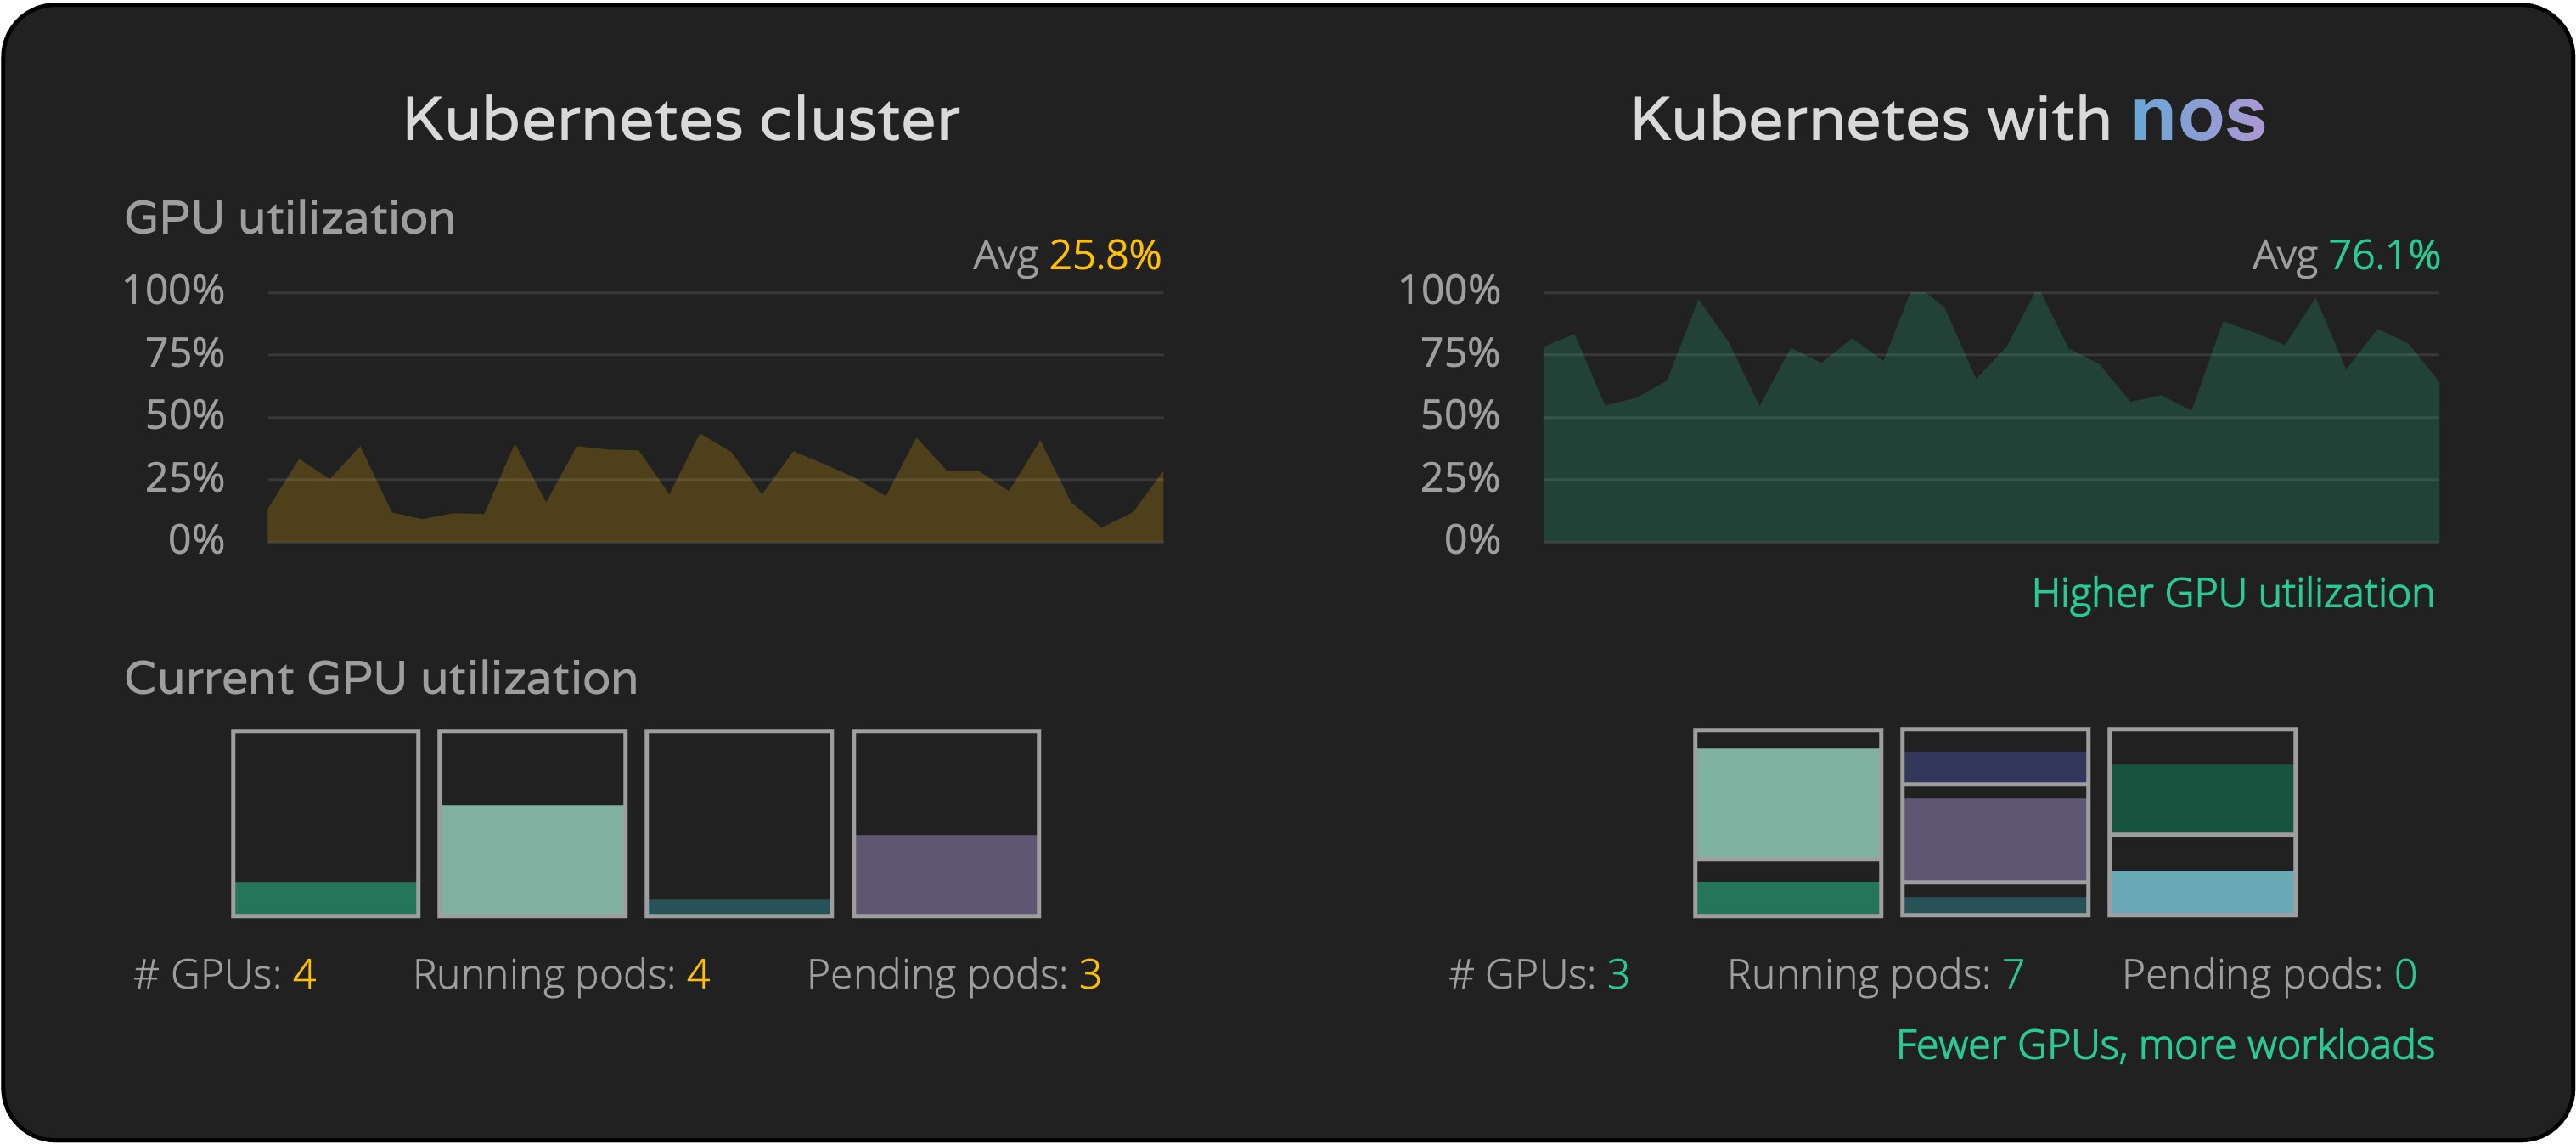 Kubernetes cluster
GPU utilization
Avg 25.8%
100%
75%
50%
25%
0%
Current GPU utilization
# GPUs: 4
Running pods: 4
Pending pods: 3
Kubernetes with nos
Avg 76.1%
100%
75%
50%
25%
0%
Higher GPU utilization
# GPUs: 3
Running pods: 7
Pending pods: 0
Fewer GPUs, more workloads